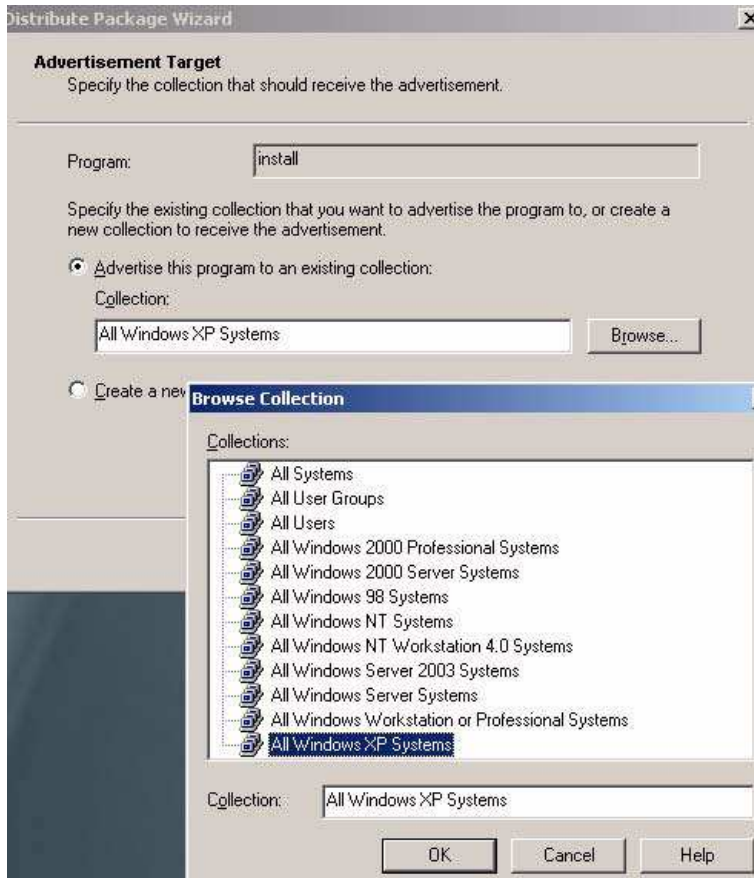 Distribute Package Wizard
Advertisement Target
Specify the collection that should receive the advertisement.
Program:
install
Specify the existing collection that you want to advertise the program to, or create a
new collection to receive the advertisement.
Advertise this program to an existing collection:
Collection:
All Windows XP Systems
Browse...
Create a new
Browse Collection
Collections:
All Systems
All User Groups
All Users
All Windows 2000 Professional Systems
All Windows 2000 Server Systems
All Windows 98 Systems
All Windows NT Systems
All Windows NT Workstation 4.0 Systems
All Windows Server 2003 Systems
All Windows Server Systems
All Windows Workstation or Professional Systems
All Windows XP Systems
Collection:
All Windows XP Systems
OK
Cancel
Help